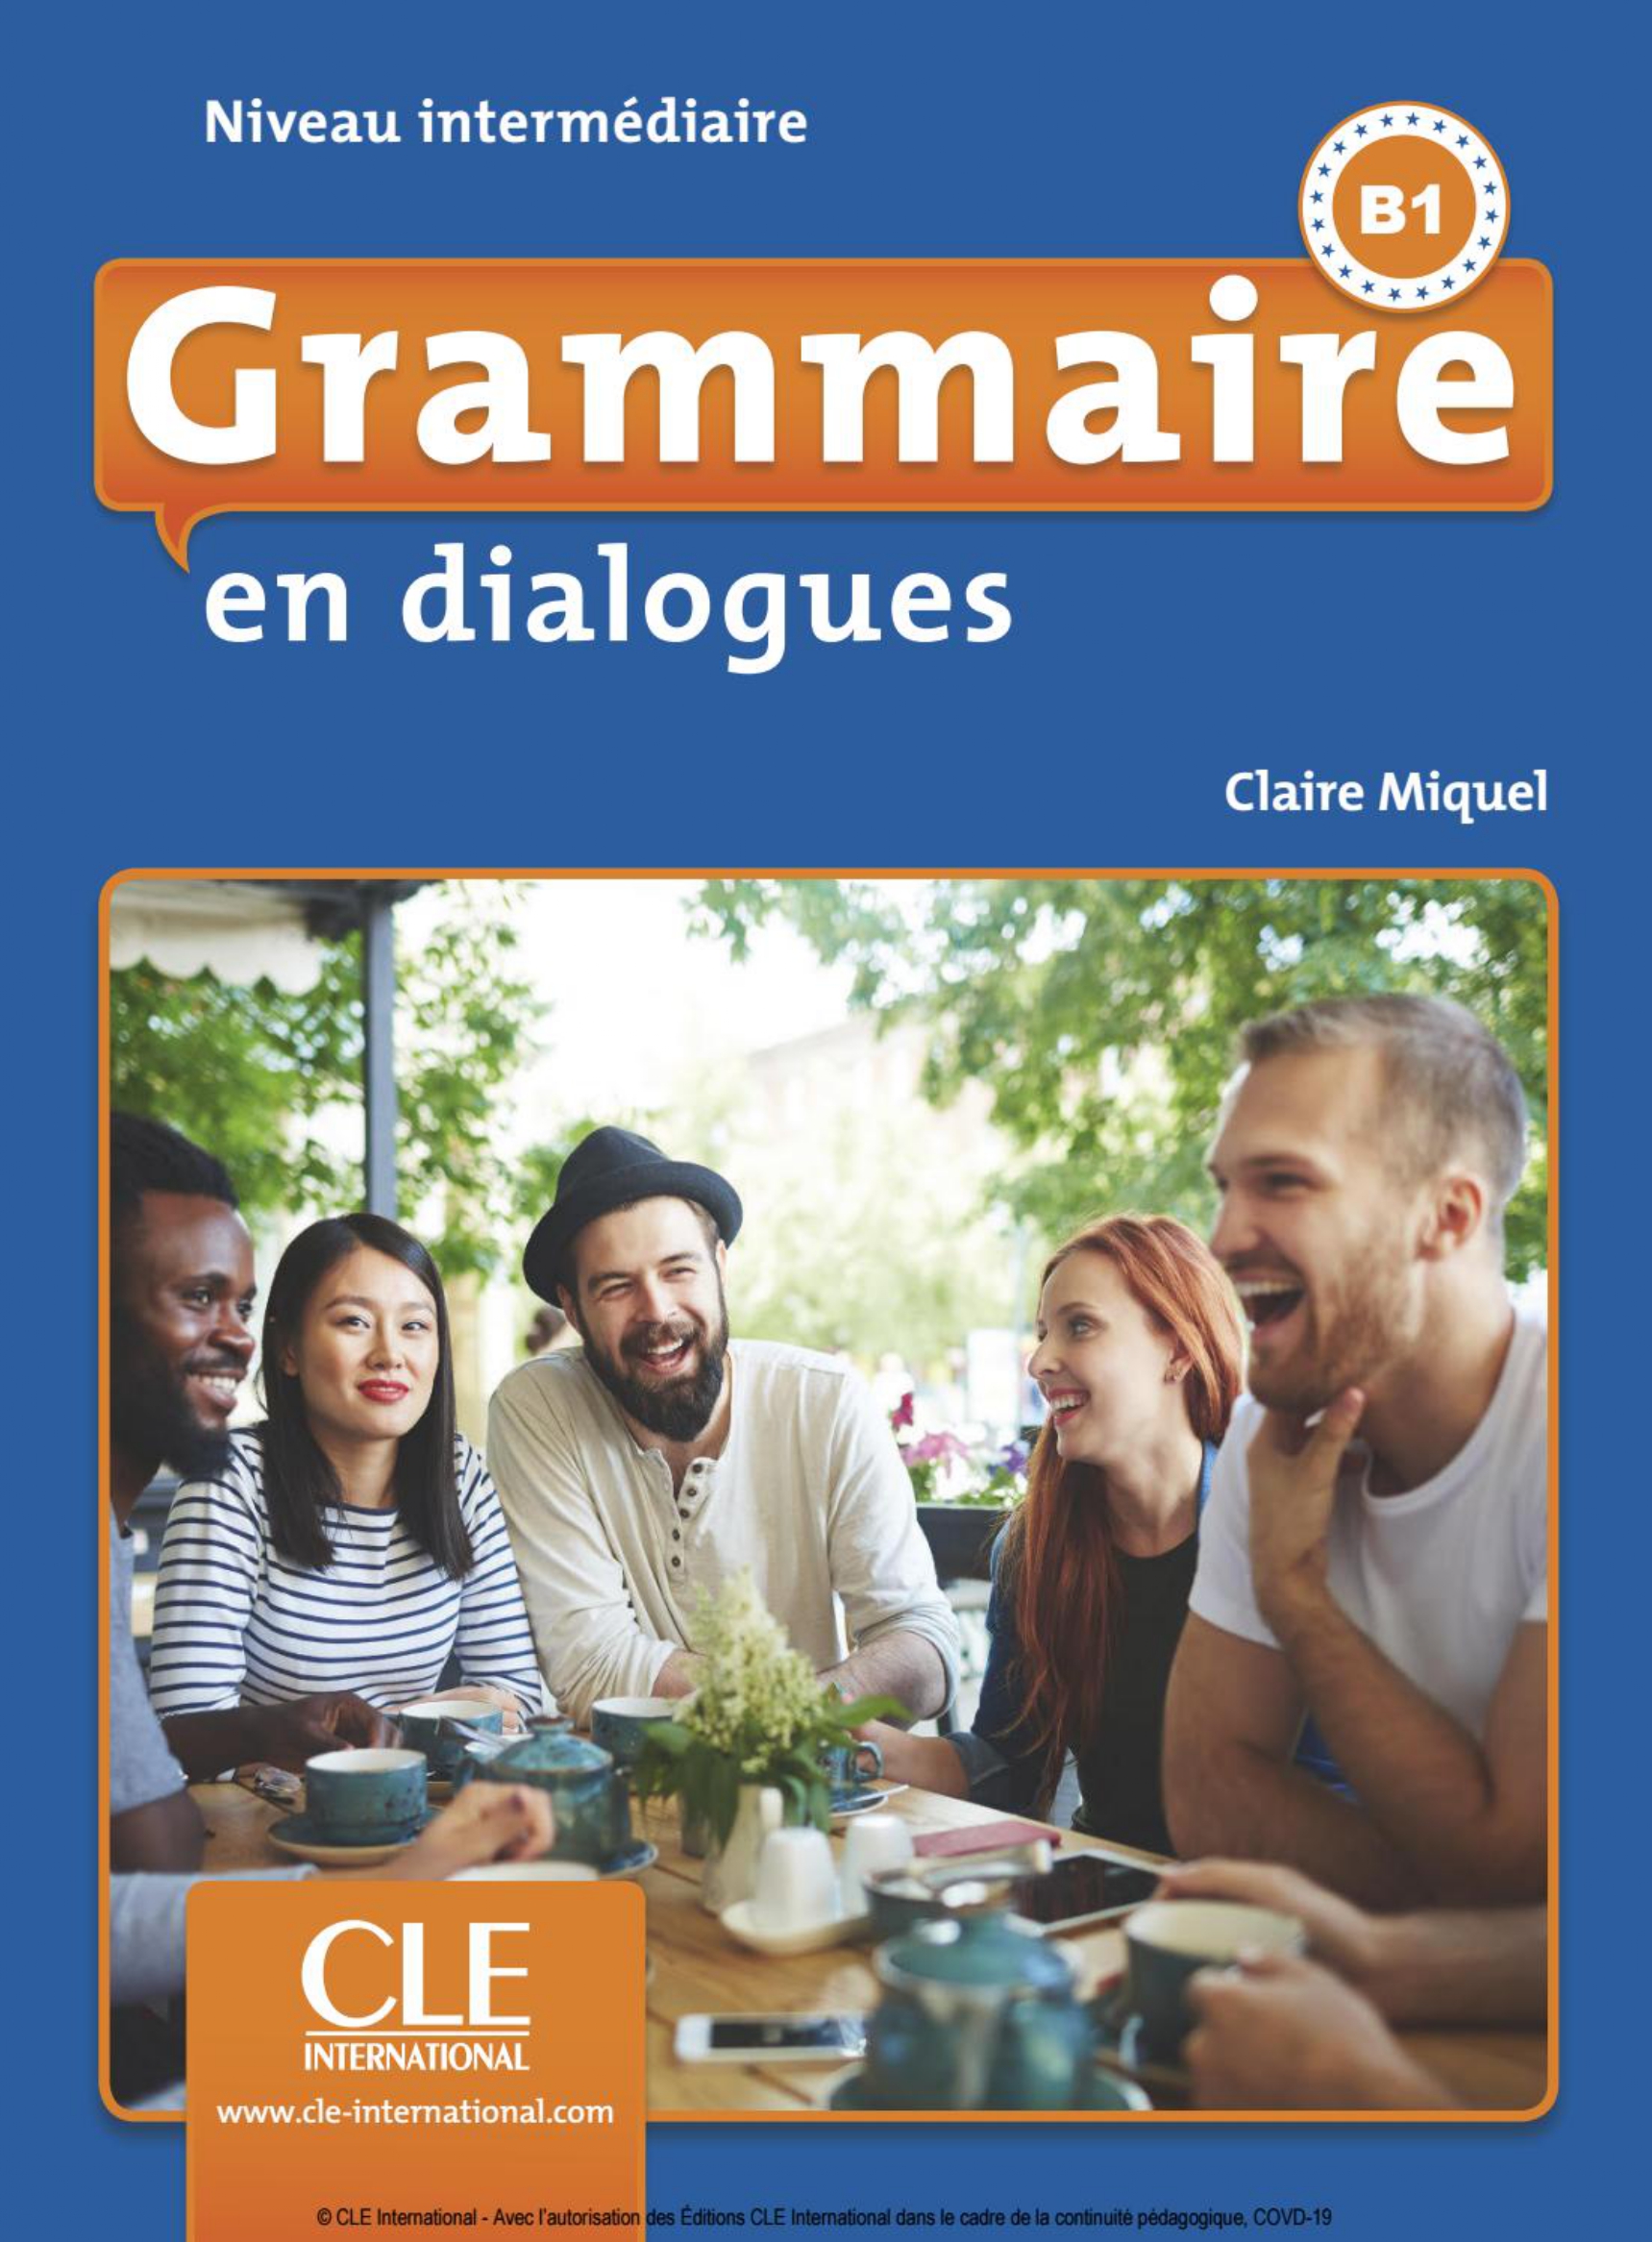 Niveau intermédiaire
B1
Grammaire
en dialogues
Claire Miquel
CLE
INTERNATIONAL
www.cle-international.com
© CLE International - Avec l'autorisation des Éditions CLE International dans le cadre de la continuité pédagogique, COVD-19